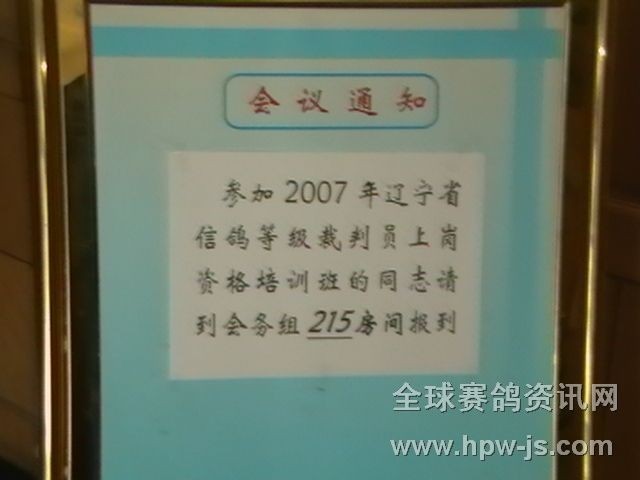 会议通知
参加2007年辽宁省
信鸽等级裁判员上岗
资格培训班的同志请
到会务组215房间报到
全球赛鸽资讯网
www.hpw-js.com